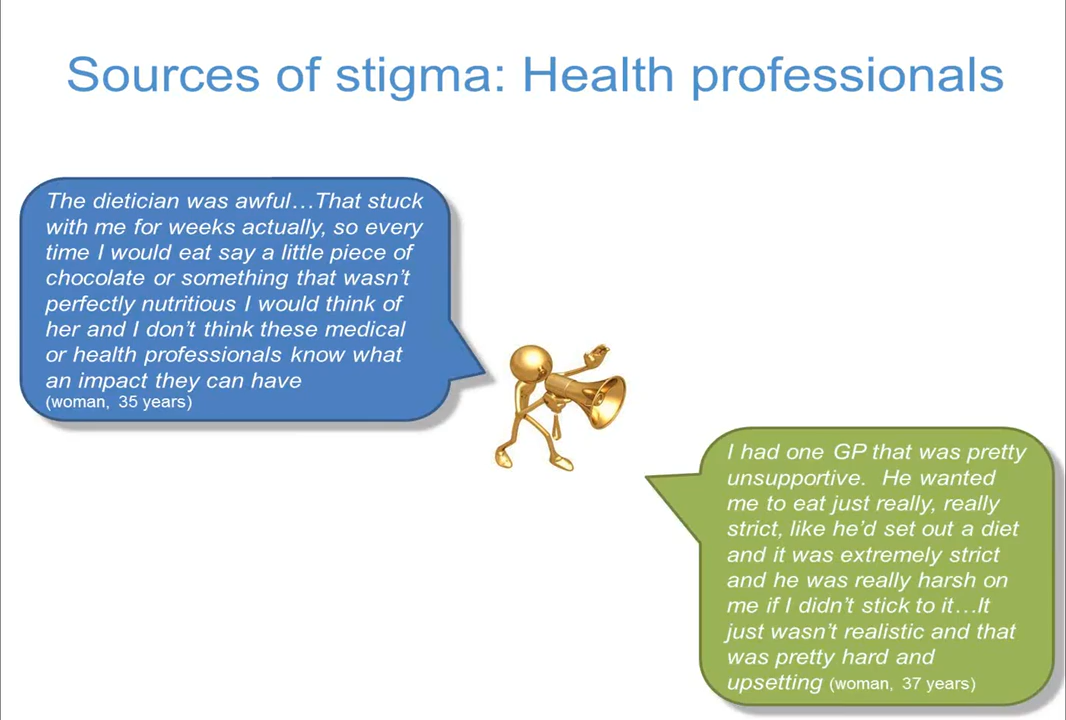 Sources of stigma: Health professionals
The dietician was awful…That stuck
with me for weeks actually, so every
time I would eat say a little piece of
chocolate or something that wasn’t
perfectly nutritious I would think of
her and I don’t think these medical
or health professionals know what
an impact they can have
(woman, 35 years)
I had one GP that was pretty
unsupportive.  He wanted
me to eat just really, really
strict, like he’d set out a diet
and it was extremely strict
and he was really harsh on
me if I didn’t stick to it…It
just wasn’t realistic and that
was pretty hard and
upsetting (woman, 37 years)